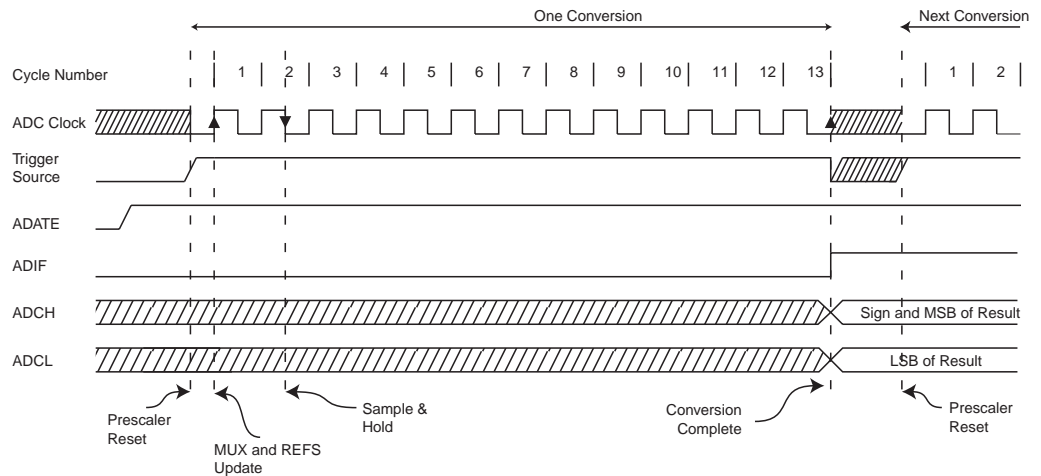 One Conversion
Next Conversion
Cycle Number
1 2 3 4 5 6 7 8 9 10 11 12 13 1 2
ADC Clock
Trigger
Source
ADATE
ADIF
ADCH
Sign and MSB of Result
ADCL
LSB of Result
Prescaler
Reset
MUX and REFS
Update
Sample &
Hold
Conversion
Complete
Prescaler
Reset